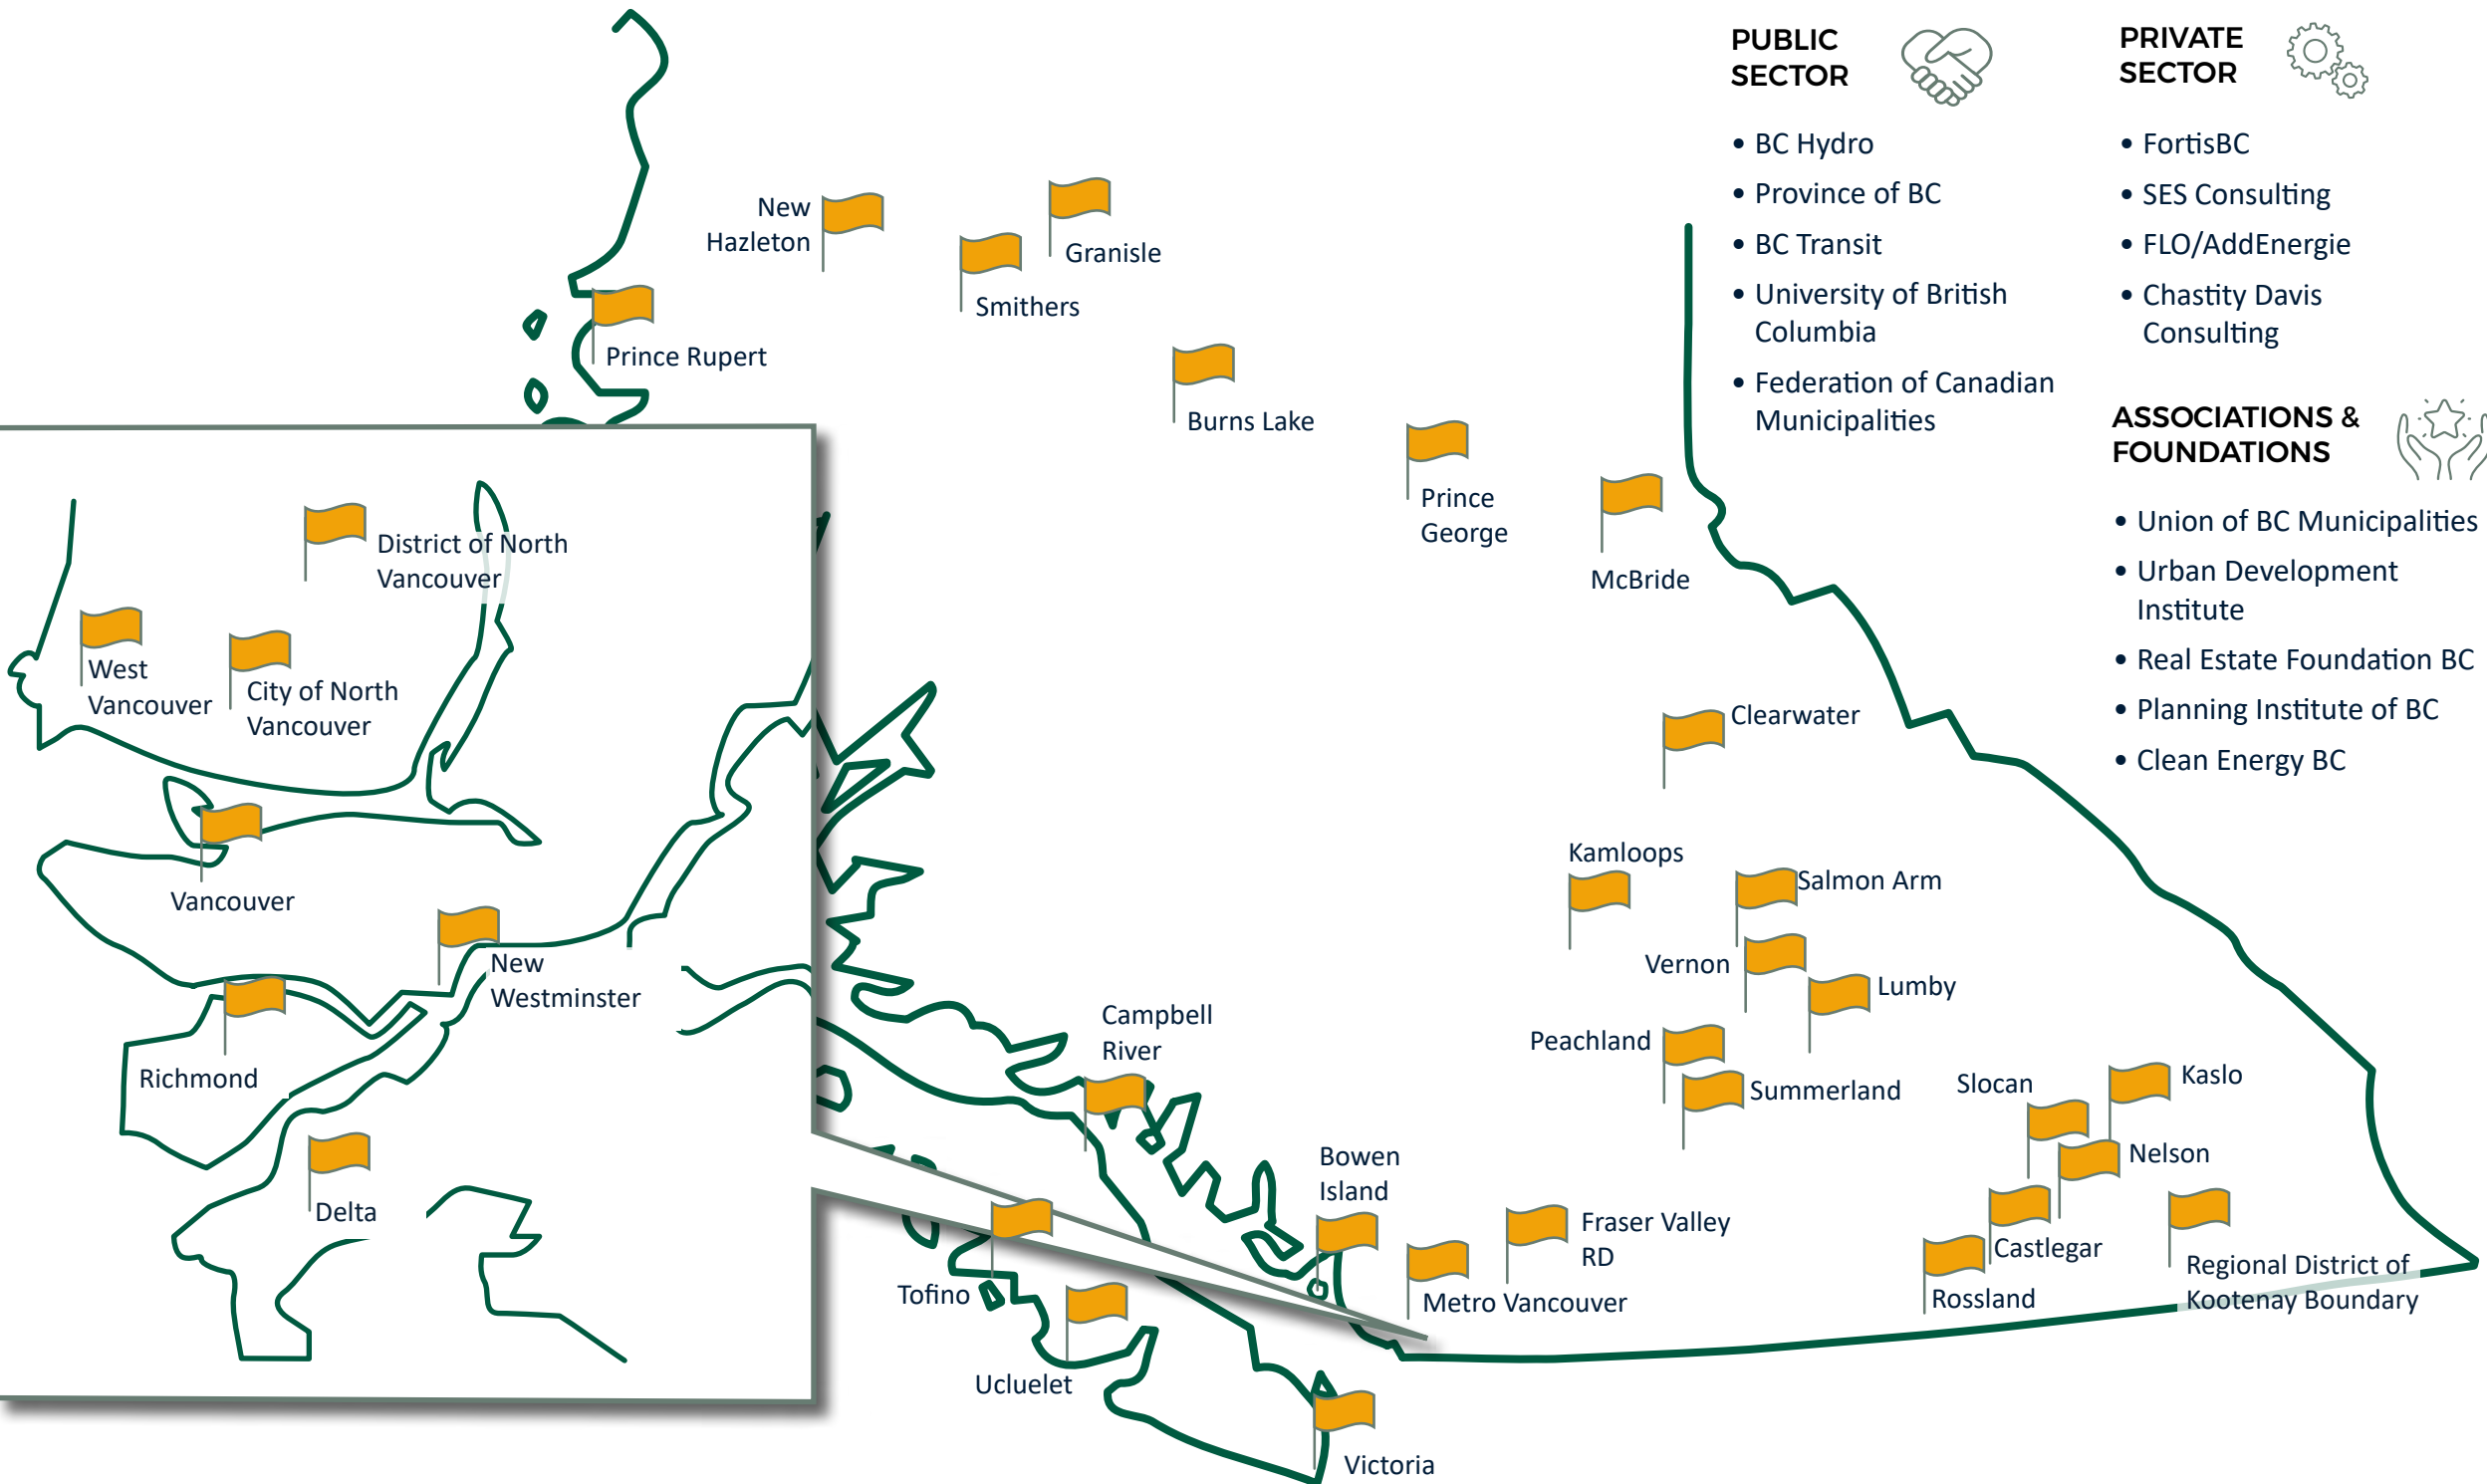 PUBLIC
SECTOR
• BC Hydro
• Province of BC
• BC Transit
• University of British
Columbia
• Federation of Canadian
Municipalities
PRIVATE
SECTOR
• FortisBC
• SES Consulting
• FLO/AddEnergie
• Chastity Davis
Consulting
ASSOCIATIONS &
FOUNDATIONS
• Union of BC Municipalities
• Urban Development
Institute
• Real Estate Foundation BC
• Planning Institute of BC
• Clean Energy BC
New
Hazleton
Granisle
Smithers
Prince Rupert
Burns Lake
Prince
George
McBride
District of North
Vancouver
West
Vancouver
City of North
Vancouver
Vancouver
New
Westminster
Richmond
Delta
Clearwater
Kamloops
Salmon Arm
Vernon
Lumby
Peachland
Summerland
Campbell
River
Slocan
Kaslo
Nelson
Bowen
Island
Fraser Valley
RD
Castlegar
Regional District of
Kootenay Boundary
Rossland
Metro Vancouver
Tofino
Ucluelet
Victoria